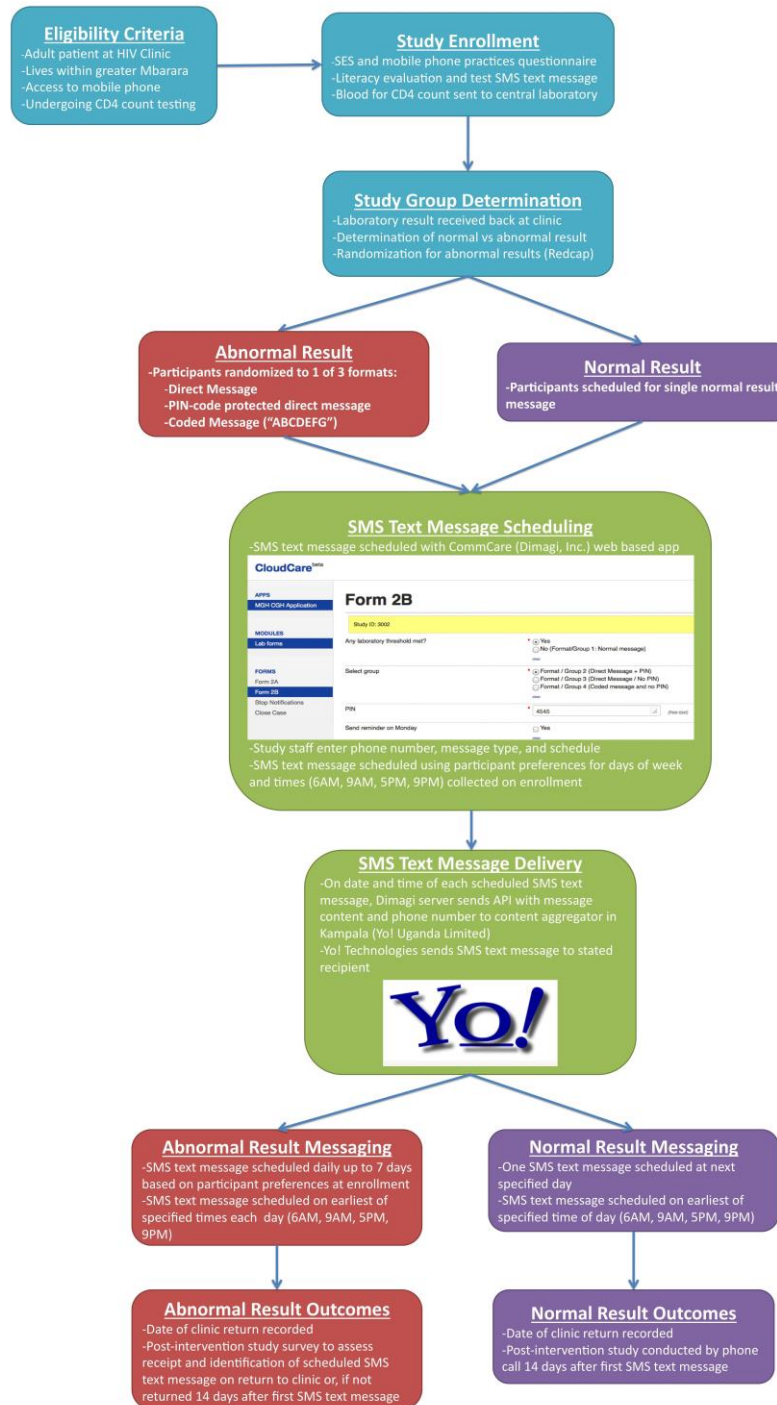 Eligibility Criteria
-Adult patient at HIV Clinic
-Lives within greater Mbarara
-Access to mobile phone
-Undergoing CD4 count testing
Study Enrollment
-SES and mobile phone practices questionnaire
-Literacy evaluation and test SMS text message
-Blood for CD4 count sent to central laboratory
Study Group Determination
-Laboratory result received back at clinic
-Determination of normal vs abnormal result
-Randomization for abnormal results (Redcap)
Abnormal Result
-Participants randomized to 1 of 3 formats:
-Direct Message
-PIN-code protected direct message
-Coded Message (“ABCDEFG”)
Normal Result
-Participants scheduled for single normal result
message
SMS Text Message Scheduling
-SMS text message scheduled with CommCare (Dimagi, Inc.) web based app
CloudCare beta
APPS
MGH CGH Application
MODULES
Lab forms
FORMS
Form 2A
Form 2B
Stop Notifications
Close Case
Form 2B
Study ID: 3002
Any laboratory threshold met?
* Yes
No (Format/Group 1: Normal message)
Select group
* Format / Group 2 (Direct Message + PIN)
Format / Group 3 (Direct Message / No PIN)
Format / Group 4 (Coded message and no PIN)
PIN
* 4545
Send reminder on Monday
Yes
-Study staff enter phone number, message type, and schedule
-SMS text message scheduled using participant preferences for days of week
and times (6AM, 9AM, 5PM, 9PM) collected on enrollment
SMS Text Message Delivery
-On date and time of each scheduled SMS text
message, Dimagi server sends API with message
content and phone number to content aggregator in
Kampala (Yo! Uganda Limited)
-Yo! Technologies sends SMS text message to stated
recipient
Yo!
Abnormal Result Messaging
-SMS text message scheduled daily up to 7 days
based on participant preferences at enrollment
-SMS text message scheduled on earliest of
specified times each day (6AM, 9AM, 5PM,
9PM)
Normal Result Messaging
-One SMS text message scheduled at next
specified day
-SMS text message scheduled on earliest of
specified time of day (6AM, 9AM, 5PM, 9PM)
Abnormal Result Outcomes
-Date of clinic return recorded
-Post-intervention study survey to assess
receipt and identification of scheduled SMS
text message on return to clinic or, if not
returned 14 days after first SMS text message
Normal Result Outcomes
-Date of clinic return recorded
-Post-intervention study conducted by phone
call 14 days after first SMS text message